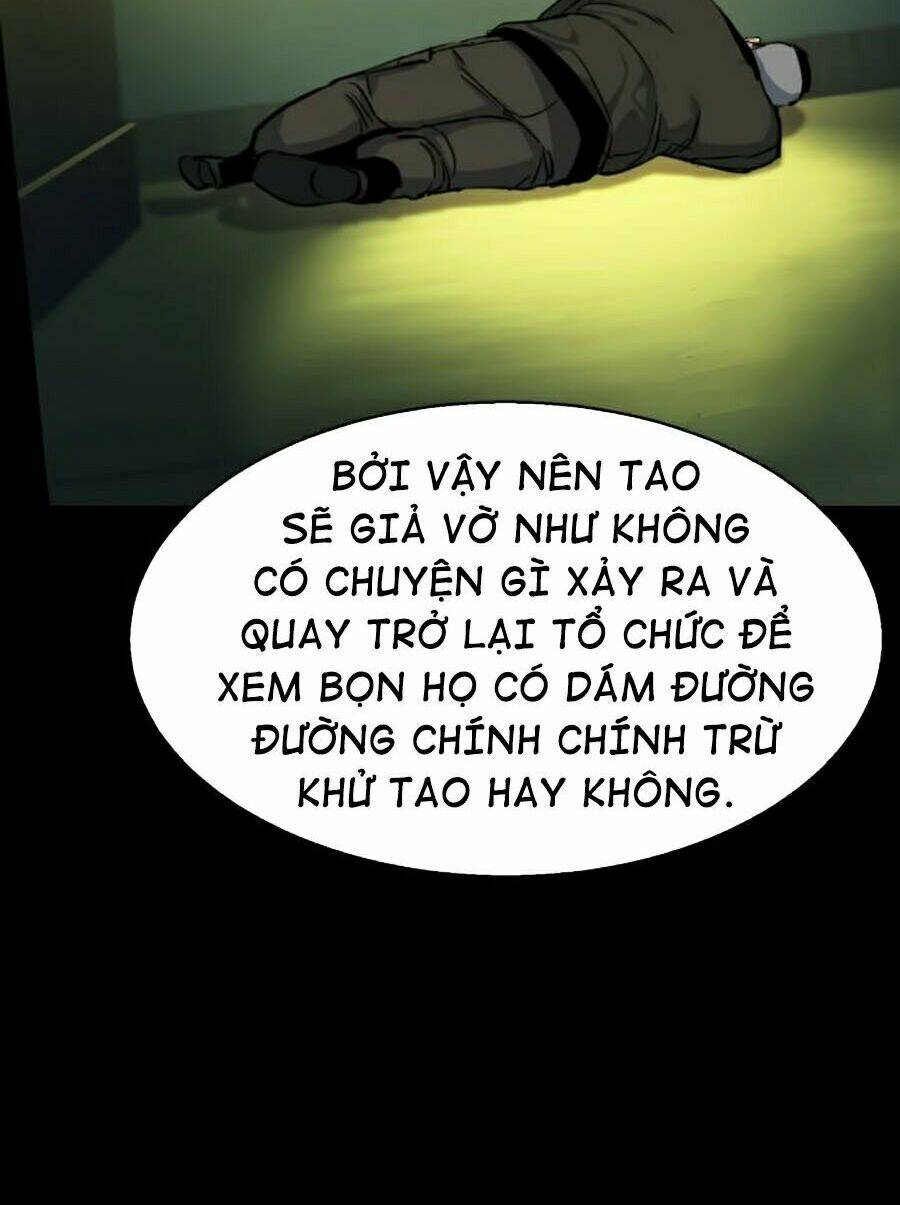 BỞI VẬY NÊN TAO
SẼ GIẢ VỜ NHƯ KHÔNG
CÓ CHUYỆN GÌ XẢY RA VÀ
QUAY TRỞ LẠI TỔ CHỨC ĐỂ
XEM BỌN HỌ CÓ DÁM ĐƯỜNG
ĐƯỜNG CHÍNH CHÍNH TRỪ
KHỬ TAO HAY KHÔNG.